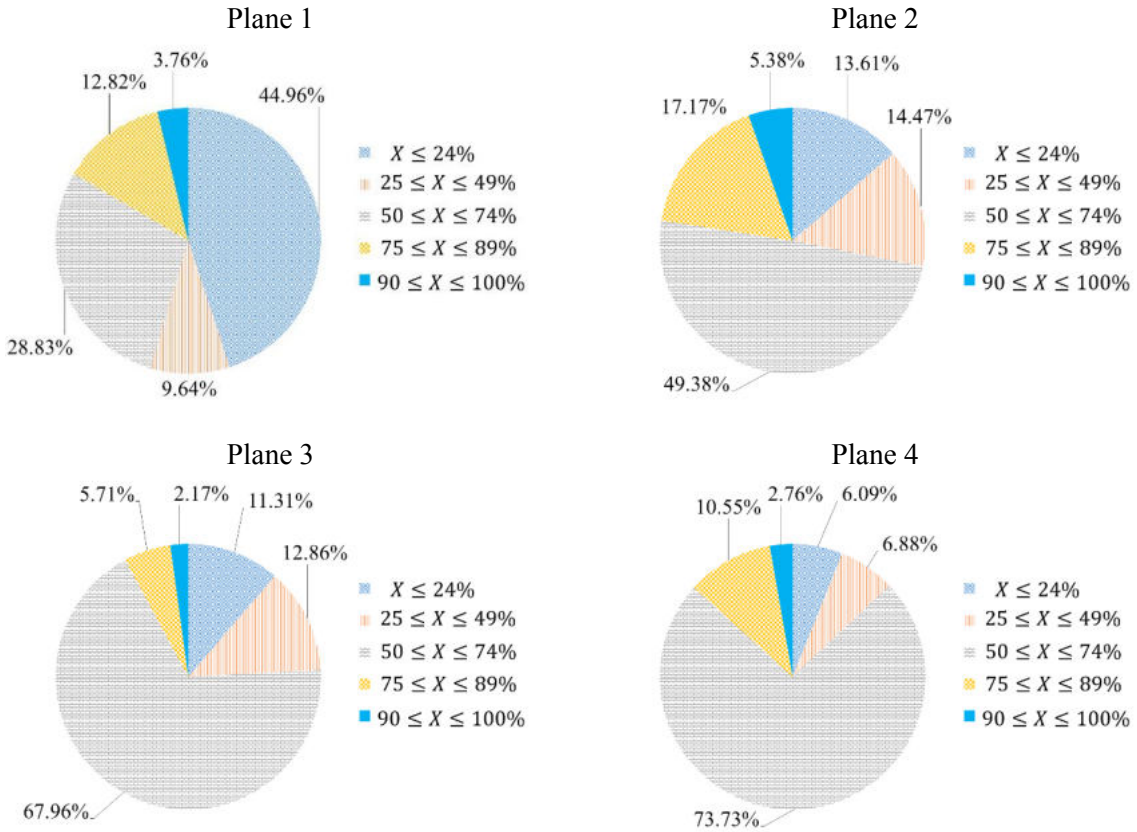 Plane 1
3.76%
12.82%
44.96%
28.83%
9.64%
X ≤ 24%
25 ≤ X ≤ 49%
50 ≤ X ≤ 74%
75 ≤ X ≤ 89%
90 ≤ X ≤ 100%
Plane 2
5.38%
13.61%
17.17%
14.47%
49.38%
X ≤ 24%
25 ≤ X ≤ 49%
50 ≤ X ≤ 74%
75 ≤ X ≤ 89%
90 ≤ X ≤ 100%
Plane 3
5.71%
2.17%
11.31%
12.86%
67.96%
X ≤ 24%
25 ≤ X ≤ 49%
50 ≤ X ≤ 74%
75 ≤ X ≤ 89%
90 ≤ X ≤ 100%
Plane 4
10.55%
2.76%
6.09%
6.88%
73.73%
X ≤ 24%
25 ≤ X ≤ 49%
50 ≤ X ≤ 74%
75 ≤ X ≤ 89%
90 ≤ X ≤ 100%